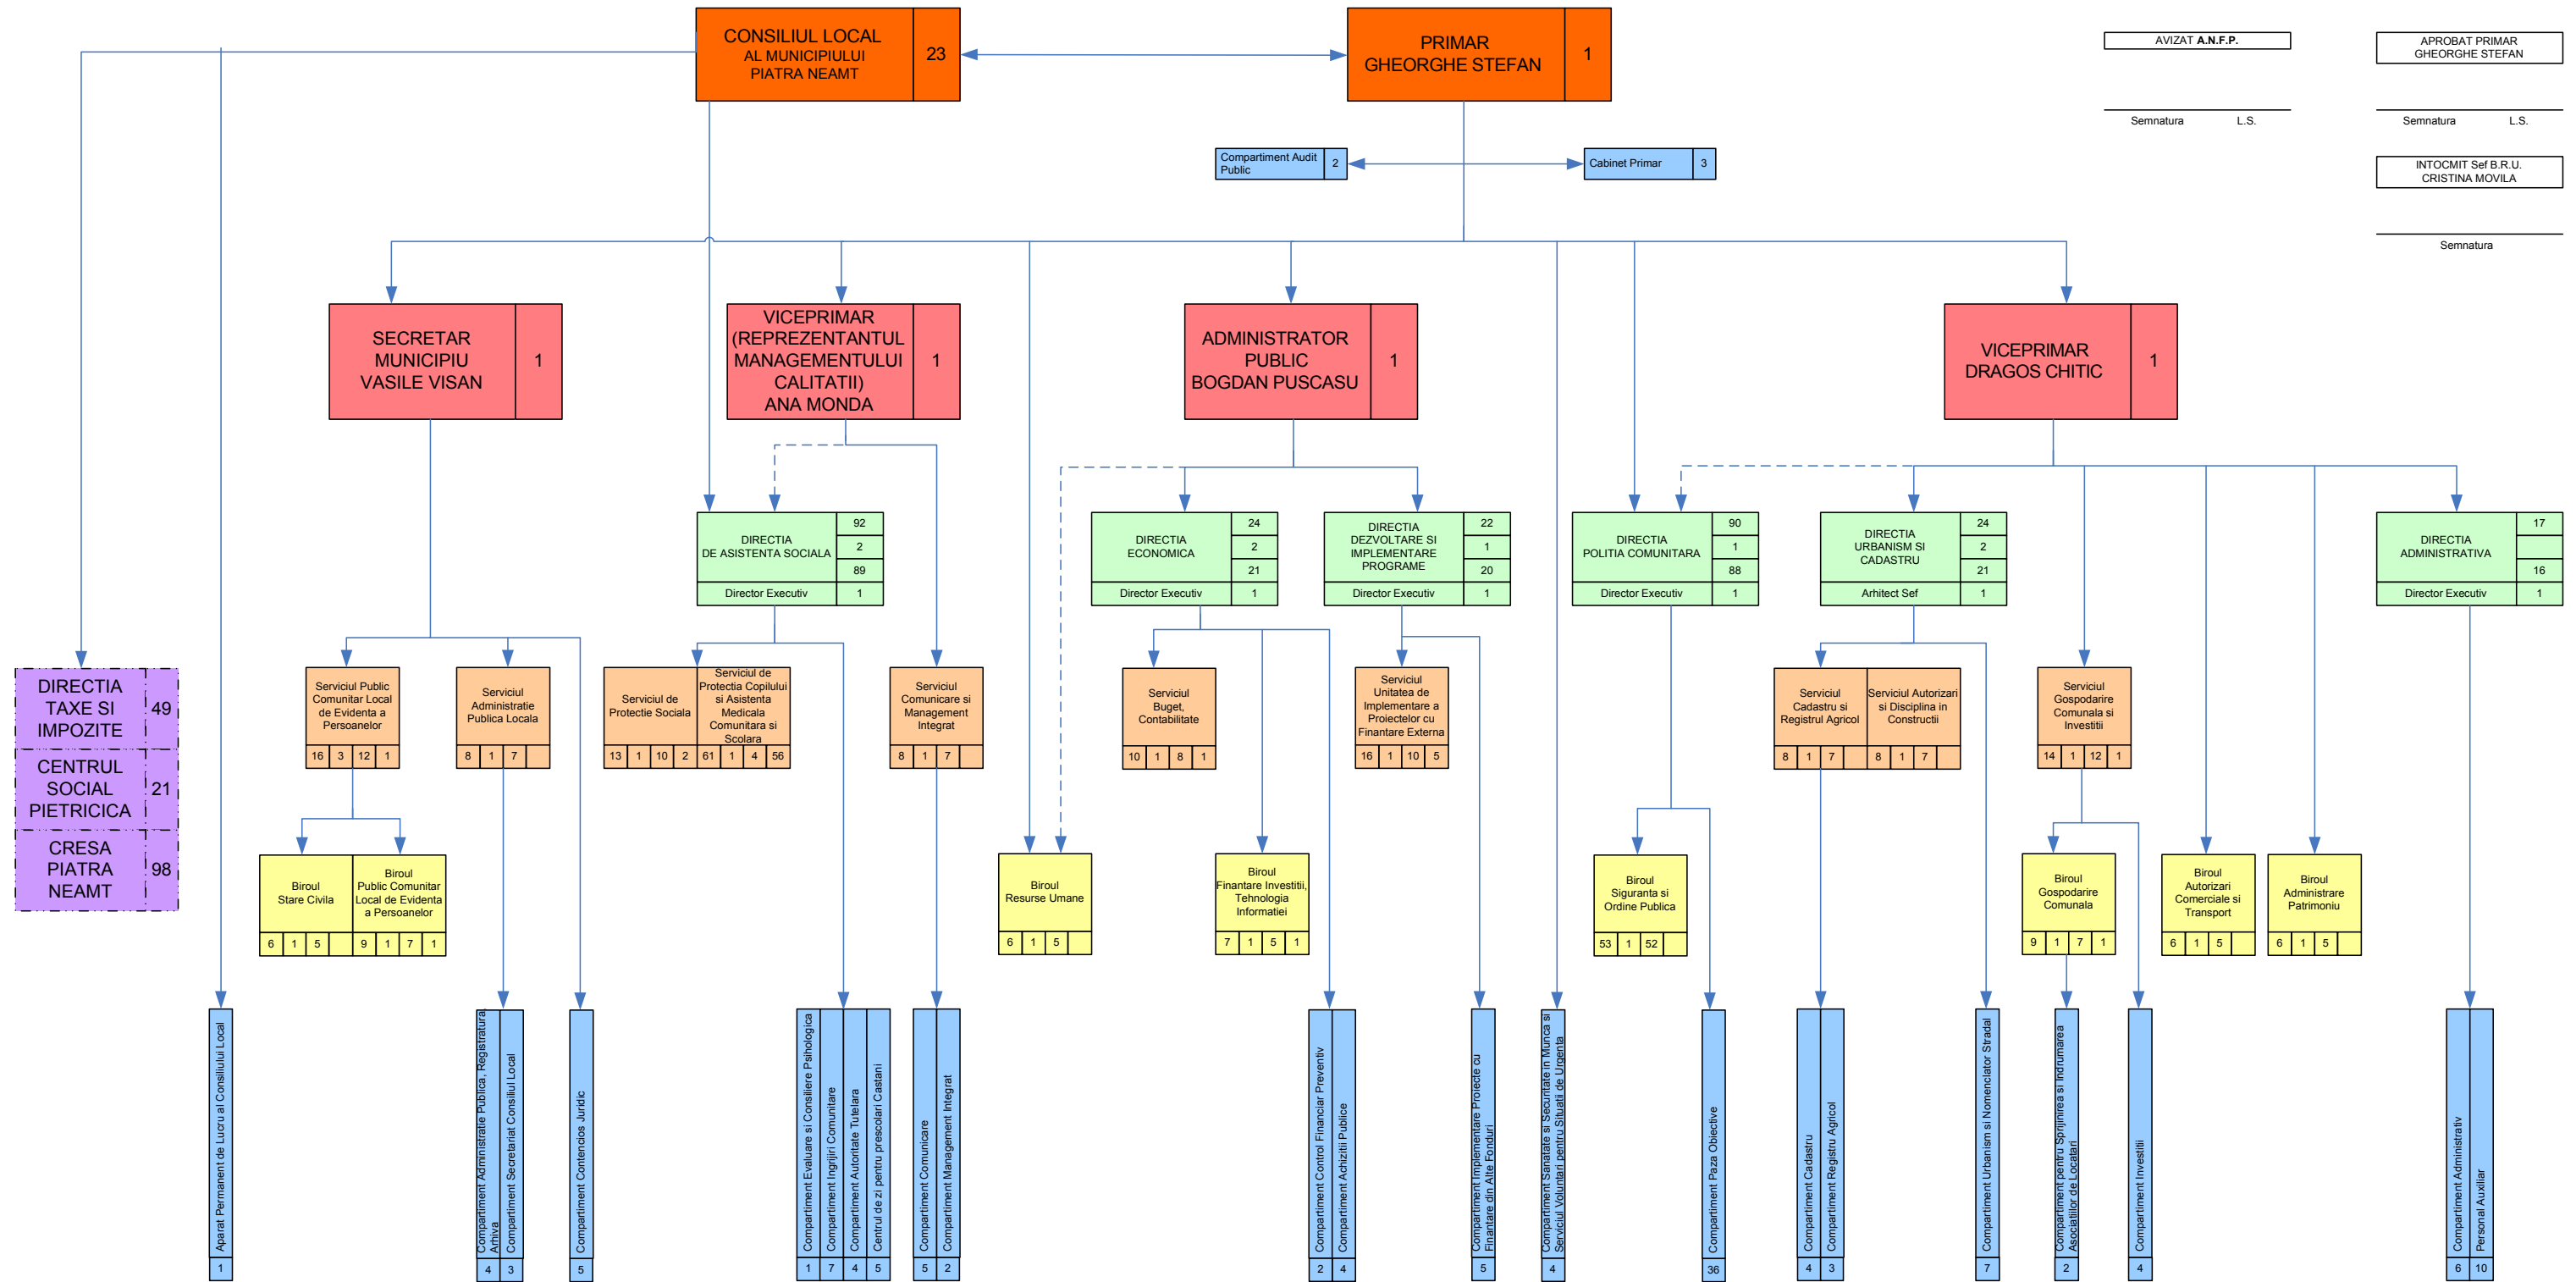 CONSILIUL LOCAL
AL MUNICIPIULUI
PIATRA NEAMT
23
PRIMAR
GHEORGHE STEFAN
1
AVIZAT A.N.F.P.
Semnatura L.S.
APROBAT PRIMAR
GHEORGHE STEFAN
Semnatura L.S.
INTOCMIT Sef B.R.U.
CRISTINA MOVILA
Semnatura
Compartiment Audit
Public
2
Cabinet Primar
3
SECRETAR
MUNICIPIU
VASILE VISAN
1
VICEPRIMAR
(REPREZENTANTUL
MANAGEMENTULUI
CALITATII)
ANA MONDA
1
ADMINISTRATOR
PUBLIC
BOGDAN PUSCASU
1
VICEPRIMAR
DRAGOS CHITIC
1
DIRECTIA
DE ASISTENTA SOCIALA
92
2
89
Director Executiv 1
DIRECTIA
ECONOMICA
24
2
21
Director Executiv 1
DIRECTIA
DEZVOLTARE SI
IMPLEMENTARE
PROGRAME
22
1
20
Director Executiv 1
DIRECTIA
POLITIA COMUNITARA
90
1
88
Director Executiv 1
DIRECTIA
URBANISM SI
CADASTRU
24
2
21
Arhitect Sef 1
DIRECTIA
ADMINISTRATIVA
17
16
Director Executiv 1
DIRECTIA
TAXE SI
IMPOZITE
49
CENTRUL
SOCIAL
PIETRICICA
21
CRESA
PIATRA
NEAMT
98
Serviciul Public
Comunitar Local
de Evidenta a
Persoanelor
16 3 12 1
Serviciul
Administratie
Publica Locala
8 1 7
Serviciul de
Protectie Sociala
13 1 10 2
Serviciul de
Protectia Copilului
si Asistenta
Medicala
Comunitara si
Scolara
61 1 4 56
Serviciul
Comunicare si
Management
Integrat
8 1 7
Serviciul
Buget,
Contabilitate
10 1 8 1
Serviciul
Unitatea de
Implementare a
Proiectelor cu
Finantare Externa
16 1 10 5
Serviciul
Cadastru si
Registrul Agricol
8 1 7
Serviciul Autorizari
si Disciplina in
Constructii
8 1 7
Serviciul
Gospodarire
Comunala si
Investitii
14 1 12 1
Biroul
Stare Civila
6 1 5
Biroul
Public Comunitar
Local de Evidenta
a Persoanelor
9 1 7 1
Biroul
Resurse Umane
6 1 5
Biroul
Finantare Investitii,
Tehnologia
Informatiei
7 1 5 1
Biroul
Siguranta si
Ordine Publica
53 1 52
Biroul
Gospodarire
Comunala
9 1 7 1
Biroul
Autorizari
Comerciale si
Transport
6 1 5
Biroul
Administrare
Patrimoniu
6 1 5
Aparat Permanent de Lucru al Consiliului Local
1
Compartiment Administratie Publica, Registratura,
Arhiva
4
Compartiment Secretariat Consiliul Local
3
Compartiment Contencios Juridic
5
Compartiment Evaluare si Consiliere Psihologica
1
Compartiment Ingrijiri Comunitare
7
Compartiment Autoritate Tutelara
4
Centrul de zi pentru prescolari Castani
5
Compartiment Comunicare
5
Compartiment Management Integrat
2
Compartiment Control Financiar Preventiv
2
Compartiment Achizitii Publice
4
Compartiment Implementare Proiecte cu
Finantare din Alte Fonduri
5
Compartiment Sanatate si Securitate in Munca si
Serviciul Voluntari pentru Situatii de Urgenta
4
Compartiment Paza Obiective
36
Compartiment Cadastru
4
Compartiment Registru Agricol
3
Compartiment Urbanism si Nomenclator Stradal
7
Compartiment pentru Sprijinirea si Indrumarea
Asociatiilor de Locatari
2
Compartiment Investitii
4
Compartiment Administrativ
6
Personal Auxiliar
10